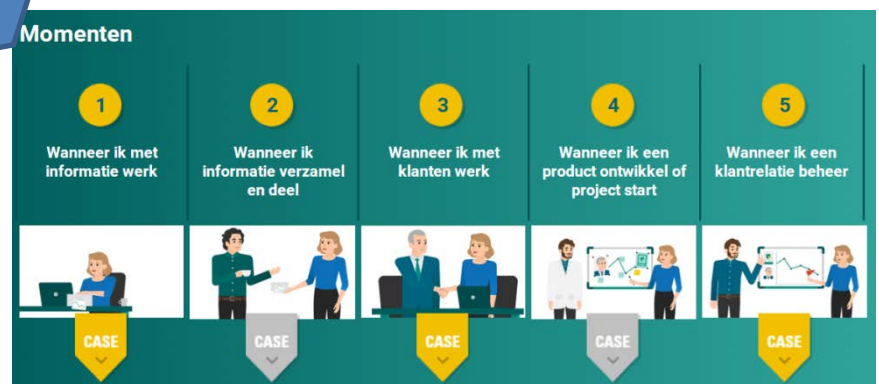 Momenten
1
Wanneer ik met
informatie werk
2
Wanneer ik
informatie verzamel
en deel
3
Wanneer ik met
klanten werk
4
Wanneer ik een
product ontwikkel of
project start
5
Wanneer ik een
klantrelatie beheer
CASE
CASE
CASE
CASE
CASE